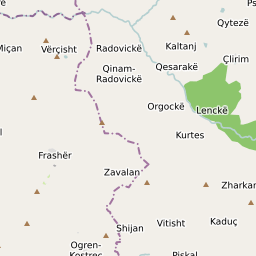 Qytezë
Miçan
Vërçisht
Radovickë
Kaltanj
Çlirim
Qinam-
Radovickë
Qesarakë
Orgockë
Lenckë
Kurtes
Frashër
Zavalan
Zharkan
Vitisht
Kaduç
Shijan
Ogren-
Kostrec
Piskal